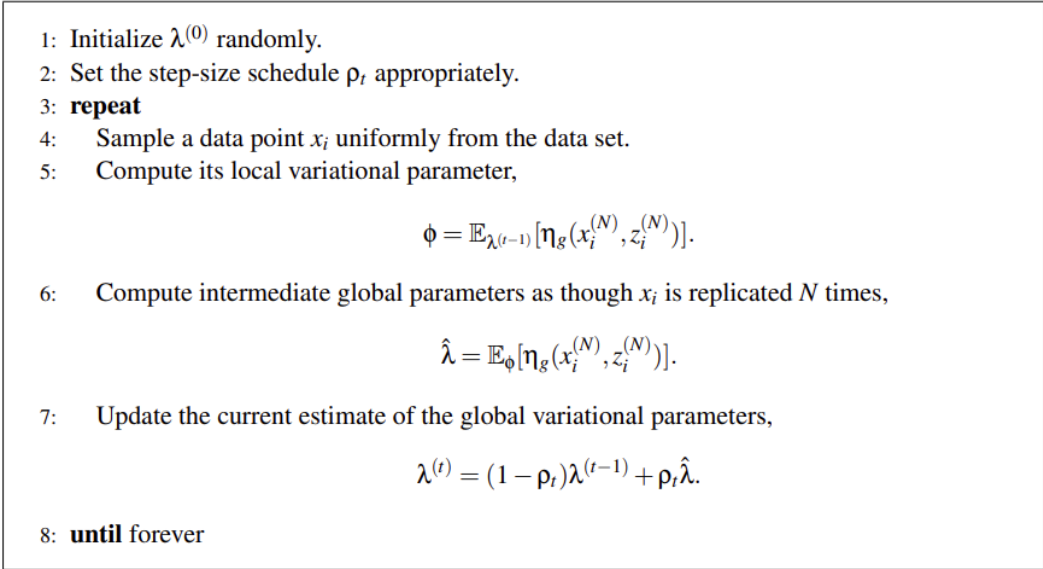 1: Initialize λ^{(0)} randomly.
2: Set the step-size schedule ρ_t appropriately.
3: repeat
4: Sample a data point x_i uniformly from the data set.
5: Compute its local variational parameter,
ϕ = 𝔼_{λ^{(t−1)}}[η_g(x_i^{(N)}, z_i^{(N)})].
6: Compute intermediate global parameters as though x_i is replicated N times,
λ̂ = 𝔼_ϕ[η_g(x_i^{(N)}, z_i^{(N)})].
7: Update the current estimate of the global variational parameters,
λ^{(t)} = (1 − ρ_t)λ^{(t−1)} + ρ_tλ̂.
8: until forever